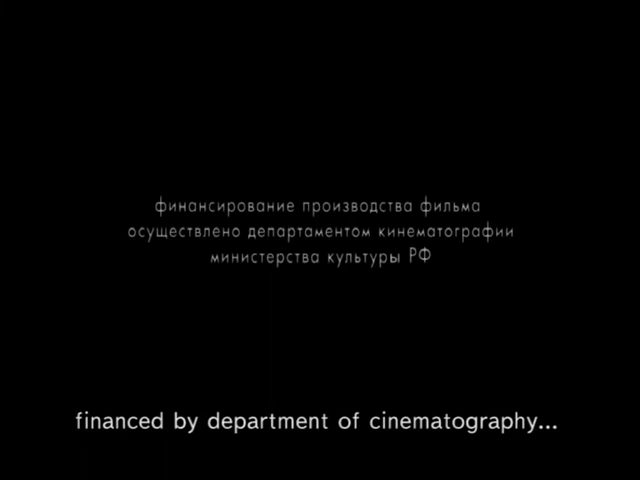 финансирование производства фильма
осуществлено департаментом кинематографии
министерства культуры РФ
financed by department of cinematography...